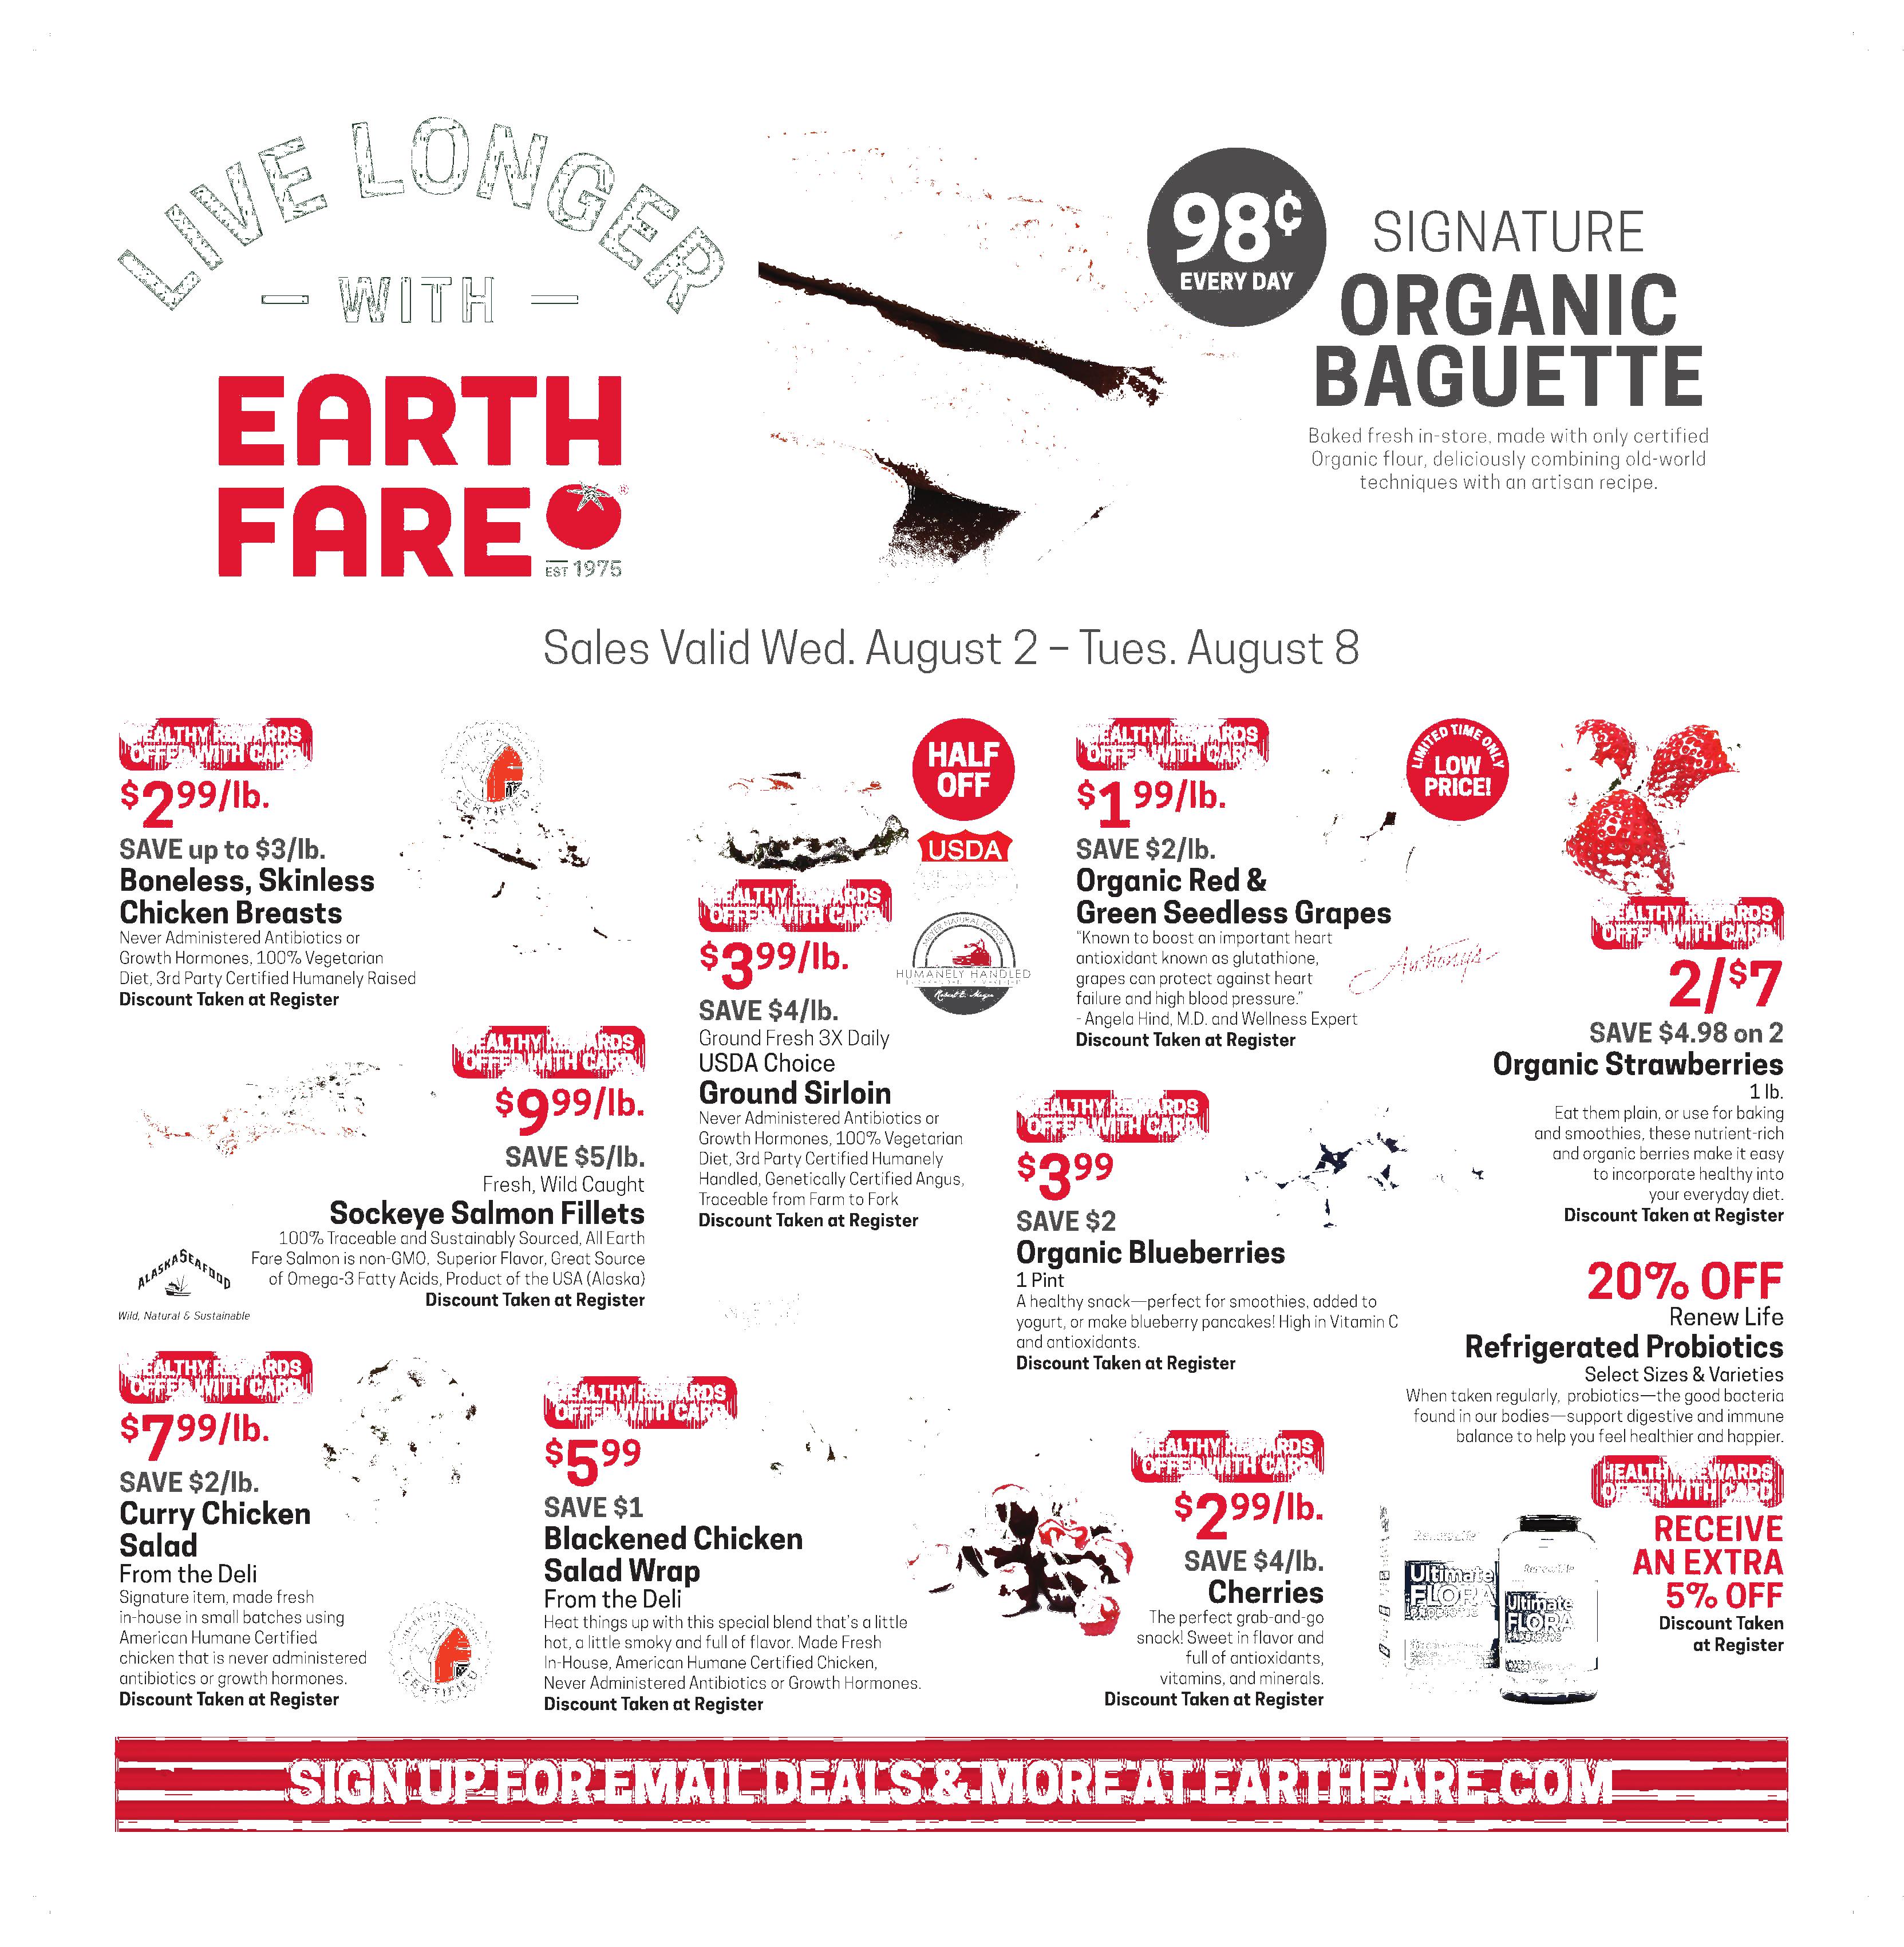 LIVE LONGER
WITH
EARTH
FARE
®
EST 1975
98¢
EVERY DAY
SIGNATURE
ORGANIC
BAGUETTE
Baked fresh in-store, made with only certified
Organic flour, deliciously combining old-world
techniques with an artisan recipe.
Sales Valid Wed. August 2 – Tues. August 8
HEALTHY REWARDS
OFFER WITH CARD
$299/lb.
SAVE up to $3/lb.
Boneless, Skinless
Chicken Breasts
Never Administered Antibiotics or
Growth Hormones, 100% Vegetarian
Diet, 3rd Party Certified Humanely Raised
Discount Taken at Register
CERTIFIED
HEALTHY REWARDS
OFFER WITH CARD
$999/lb.
SAVE $5/lb.
Fresh, Wild Caught
Sockeye Salmon Fillets
100% Traceable and Sustainably Sourced, All Earth
Fare Salmon is non-GMO, Superior Flavor, Great Source
of Omega-3 Fatty Acids, Product of the USA (Alaska)
Discount Taken at Register
ALASKA SEAFOOD
Wild, Natural & Sustainable
HALF
OFF
USDA
HEALTHY REWARDS
OFFER WITH CARD
$399/lb.
SAVE $4/lb.
Ground Fresh 3X Daily
USDA Choice
Ground Sirloin
Never Administered Antibiotics or
Growth Hormones, 100% Vegetarian
Diet, 3rd Party Certified Humanely
Handled, Genetically Certified Angus,
Traceable from Farm to Fork
Discount Taken at Register
MEYER NATURAL FOODS
HUMANELY HANDLED
Robert E. Meyer
HEALTHY REWARDS
OFFER WITH CARD
$199/lb.
SAVE $2/lb.
Organic Red &
Green Seedless Grapes
"Known to boost an important heart
antioxidant known as glutathione,
grapes can protect against heart
failure and high blood pressure."
- Angela Hind, M.D. and Wellness Expert
Discount Taken at Register
Anthony's
LIMITED TIME ONLY
LOW
PRICE!
HEALTHY REWARDS
OFFER WITH CARD
2/$7
SAVE $4.98 on 2
Organic Strawberries
1 lb.
Eat them plain, or use for baking
and smoothies, these nutrient-rich
and organic berries make it easy
to incorporate healthy into
your everyday diet.
Discount Taken at Register
HEALTHY REWARDS
OFFER WITH CARD
$399
SAVE $2
Organic Blueberries
1 Pint
A healthy snack—perfect for smoothies, added to
yogurt, or make blueberry pancakes! High in Vitamin C
and antioxidants.
Discount Taken at Register
20% OFF
Renew Life
Refrigerated Probiotics
Select Sizes & Varieties
When taken regularly, probiotics—the good bacteria
found in our bodies—support digestive and immune
balance to help you feel healthier and happier.
HEALTHY REWARDS
OFFER WITH CARD
RECEIVE
AN EXTRA
5% OFF
Discount Taken
at Register
RenewLife
Ultimate
FLORA
PROBIOTIC
RenewLife
Ultimate
FLORA
HEALTHY REWARDS
OFFER WITH CARD
$799/lb.
SAVE $2/lb.
Curry Chicken
Salad
From the Deli
Signature item, made fresh
in-house in small batches using
American Humane Certified
chicken that is never administered
antibiotics or growth hormones.
Discount Taken at Register
CERTIFIED
HEALTHY REWARDS
OFFER WITH CARD
$599
SAVE $1
Blackened Chicken
Salad Wrap
From the Deli
Heat things up with this special blend that's a little
hot, a little smoky and full of flavor. Made Fresh
In-House, American Humane Certified Chicken,
Never Administered Antibiotics or Growth Hormones.
Discount Taken at Register
HEALTHY REWARDS
OFFER WITH CARD
$299/lb.
SAVE $4/lb.
Cherries
The perfect grab-and-go
snack! Sweet in flavor and
full of antioxidants,
vitamins, and minerals.
Discount Taken at Register
SIGN UP FOR EMAIL DEALS & MORE AT EARTHFARE.COM